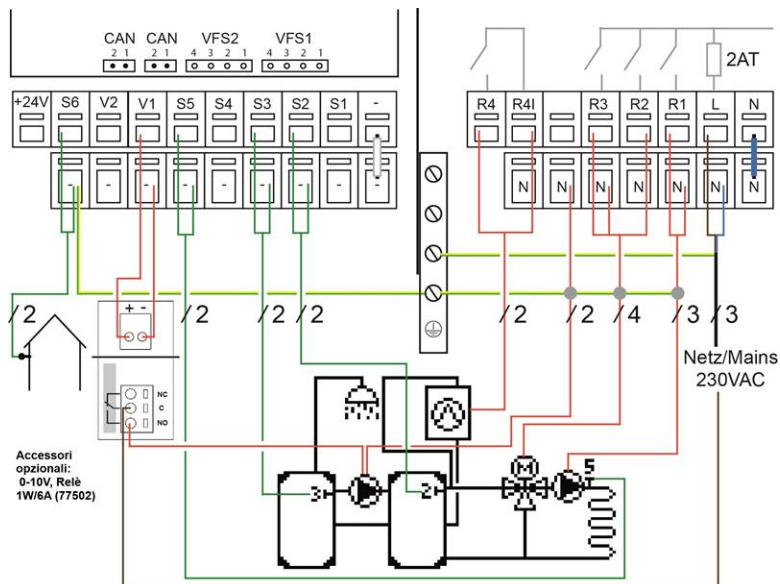 CAN CAN VFS2 VFS1
2 1 2 1 4 3 2 1 4 3 2 1
2AT
+24V S6 V2 V1 S5 S4 S3 S2 S1 - R4 R4I R3 R2 R1 L N
- - - - - - - - - N N N N N N N
/2 /2 /2 /2 /2 /2 /4 /3 /3
+ -
Netz/Mains
230VAC
NC
C
NO
Accessori
opzionali:
0-10V, Relè
1W/6A (77502)
M
3 2 5